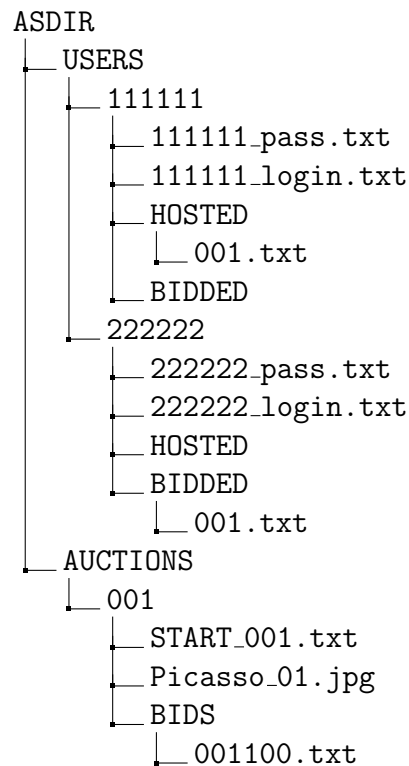 ASDIR
USERS
111111
111111_pass.txt
111111_login.txt
HOSTED
001.txt
BIDDED
222222
222222_pass.txt
222222_login.txt
HOSTED
BIDDED
001.txt
AUCTIONS
001
START_001.txt
Picasso_01.jpg
BIDS
001100.txt